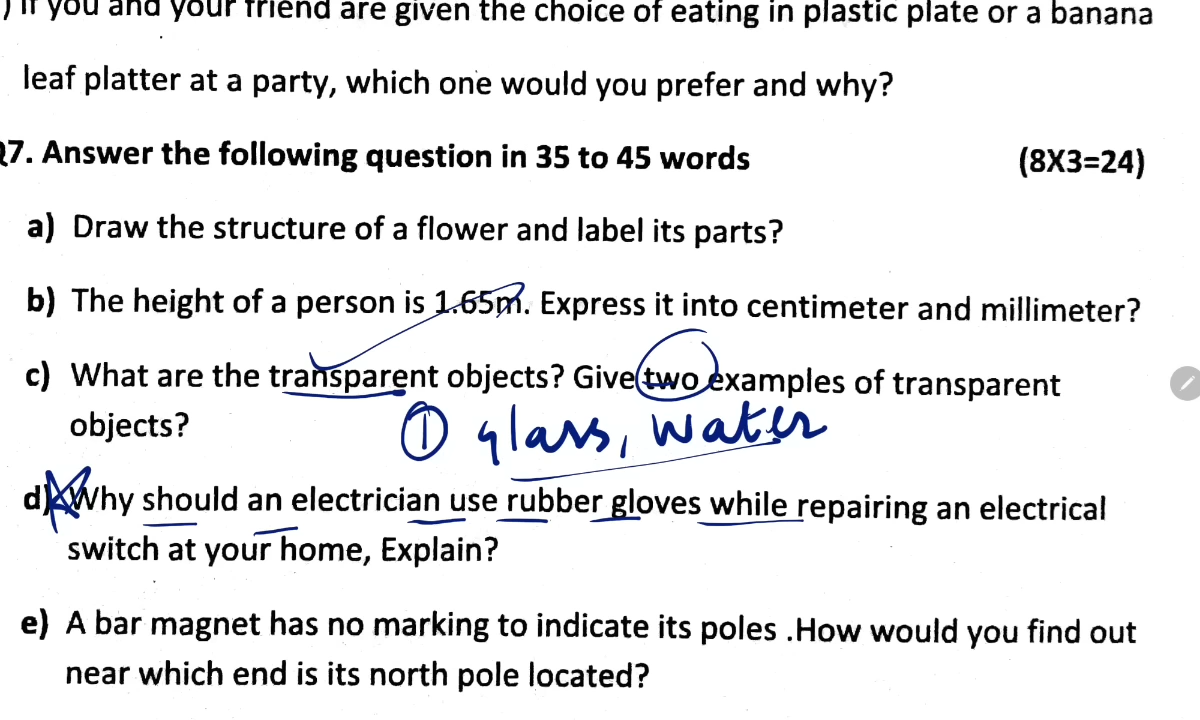 ) If you and your friend are given the choice of eating in plastic plate or a banana
leaf platter at a party, which one would you prefer and why?
Q7. Answer the following question in 35 to 45 words (8X3=24)
a) Draw the structure of a flower and label its parts?
b) The height of a person is 1.65m. Express it into centimeter and millimeter?
c) What are the transparent objects? Give two examples of transparent
objects? ① glass, water
d) Why should an electrician use rubber gloves while repairing an electrical
switch at your home, Explain?
e) A bar magnet has no marking to indicate its poles .How would you find out
near which end is its north pole located?